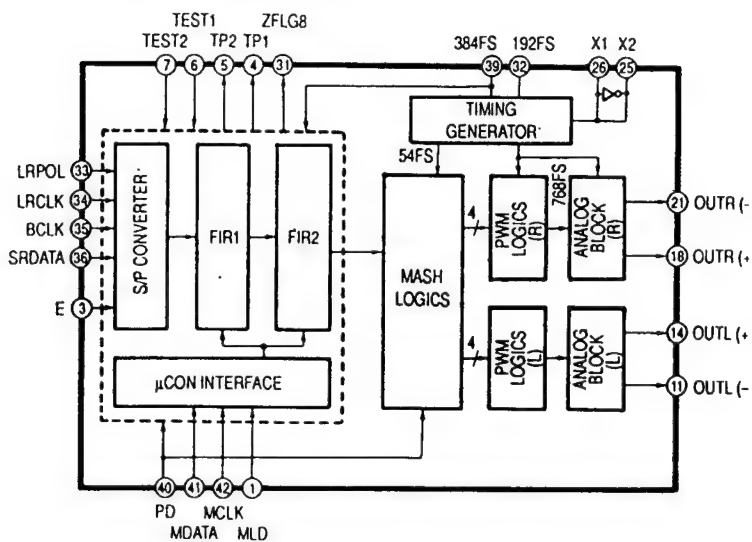 TEST1 ZFLG8
TEST2 TP2 TP1
384FS 192FS X1 X2
7 6 5 4 31
39 32 26 25
TIMING
GENERATOR
54FS
768FS
LRPOL 33
LRCLK 34
BCLK 35
SRDATA 36
E 3
S/P CONVERTER
FIR1
FIR2
MASH
LOGICS
4
PWM
LOGICS
(R)
ANALOG
BLOCK
(R)
21 OUTR (-
18 OUTR (+
4
PWM
LOGICS
(L)
ANALOG
BLOCK
(L)
14 OUTL (+
11 OUTL (-
μCON INTERFACE
40 41 42 1
PD MCLK
MDATA MLD